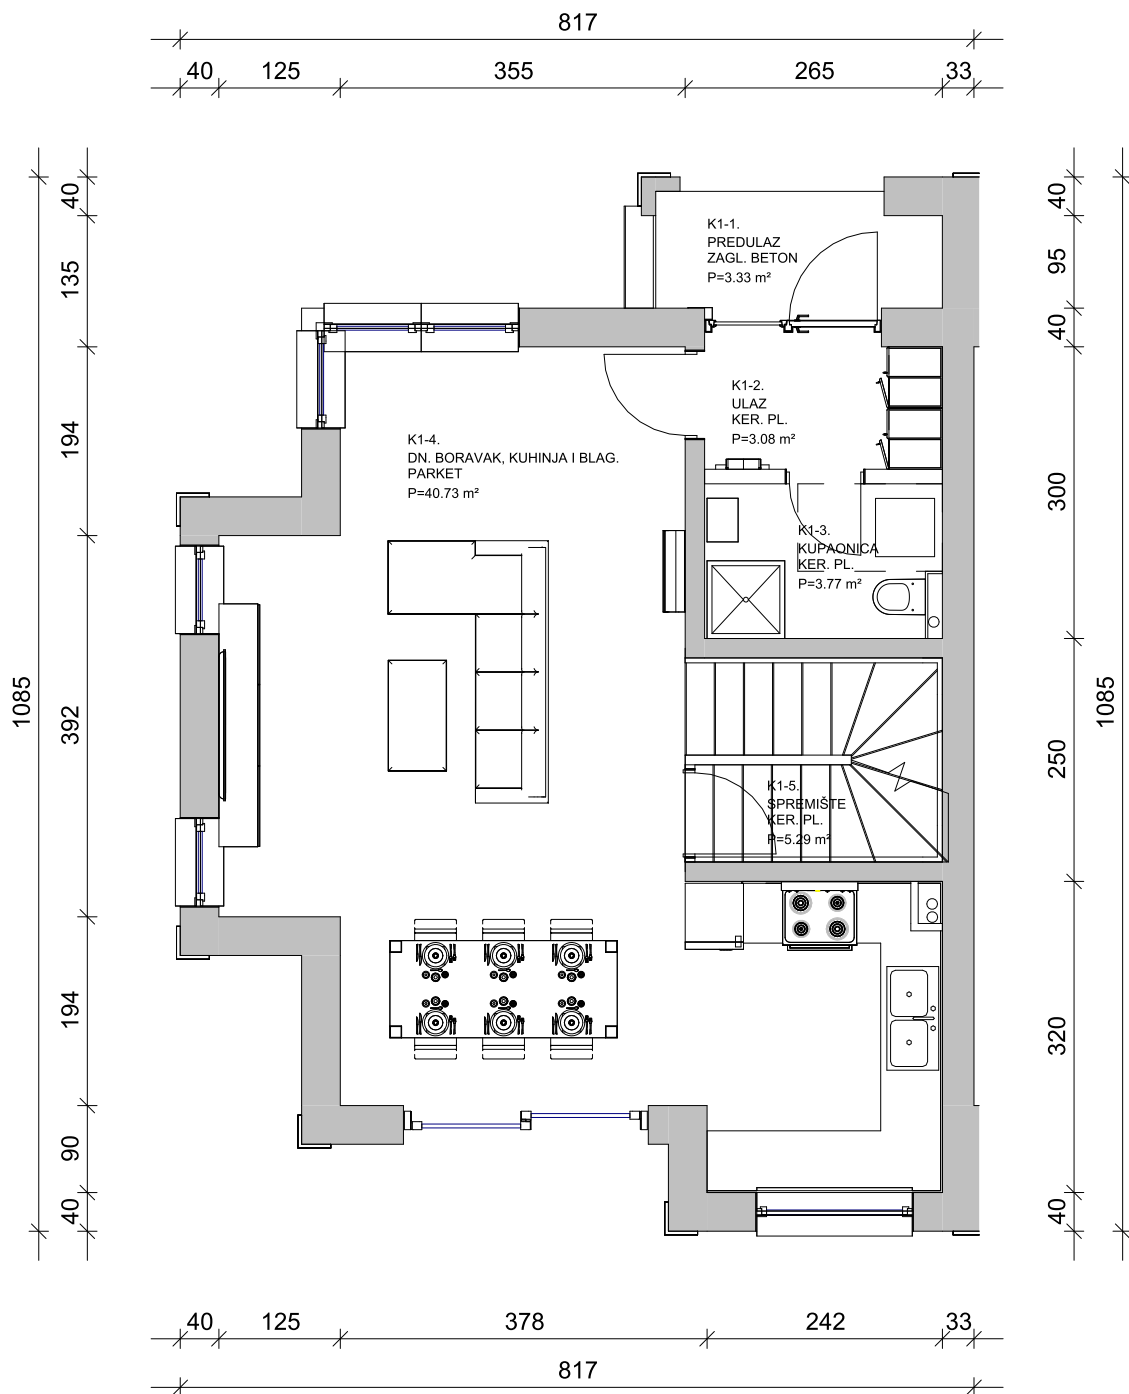 817
40 125 355 265 33
K1-1.
PREDULAZ
ZAGL. BETON
P=3.33 m²
K1-2.
ULAZ
KER. PL.
P=3.08 m²
K1-4.
DN. BORAVAK, KUHINJA I BLAG.
PARKET
P=40.73 m²
K1-3.
KUPAONICA
KER. PL.
P=3.77 m²
K1-5.
SPREMIŠTE
KER. PL.
P=5.29 m²
1085
40
135
194
392
194
90
40
40
95
40
300
250
320
40
1085
40 125 378 242 33
817